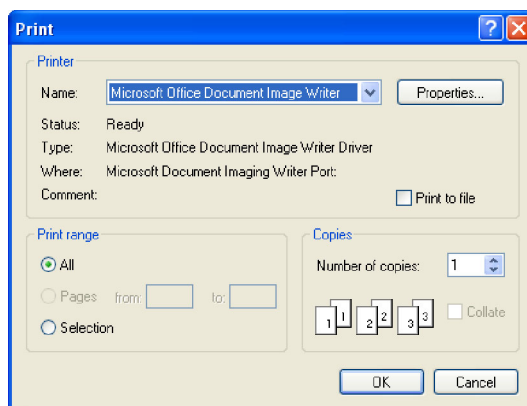 Print
Printer
Name: Microsoft Office Document Image Writer Properties...
Status: Ready
Type: Microsoft Office Document Image Writer Driver
Where: Microsoft Document Imaging Writer Port:
Comment: Print to file
Print range
All
Pages from: to:
Selection
Copies
Number of copies: 1
1 1 2 2 3 3 Collate
OK Cancel